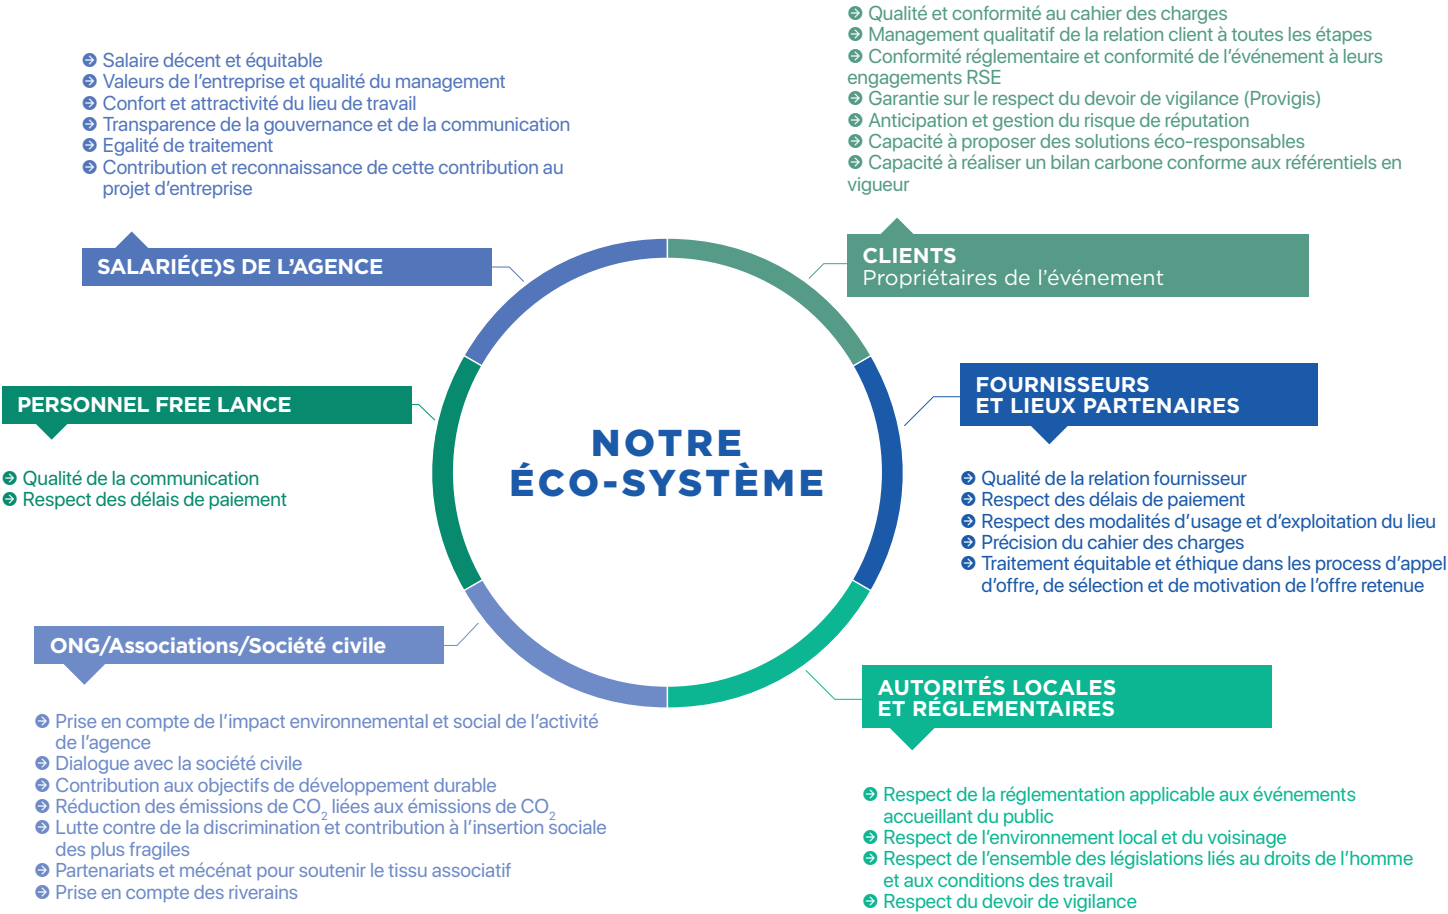 Salaire décent et équitable
Valeurs de l’entreprise et qualité du management
Confort et attractivité du lieu de travail
Transparence de la gouvernance et de la communication
Egalité de traitement
Contribution et reconnaissance de cette contribution au
projet d’entreprise
SALARIÉ(E)S DE L’AGENCE
Qualité et conformité au cahier des charges
Management qualitatif de la relation client à toutes les étapes
Conformité réglementaire et conformité de l’événement à leurs
engagements RSE
Garantie sur le respect du devoir de vigilance (Provigis)
Anticipation et gestion du risque de réputation
Capacité à proposer des solutions éco-responsables
Capacité à réaliser un bilan carbone conforme aux référentiels en
vigueur
CLIENTS
Propriétaires de l’événement
PERSONNEL FREE LANCE
Qualité de la communication
Respect des délais de paiement
NOTRE
ÉCO-SYSTÈME
FOURNISSEURS
ET LIEUX PARTENAIRES
Qualité de la relation fournisseur
Respect des délais de paiement
Respect des modalités d’usage et d’exploitation du lieu
Précision du cahier des charges
Traitement équitable et éthique dans les process d’appel
d’offre, de sélection et de motivation de l’offre retenue
ONG/Associations/Société civile
Prise en compte de l’impact environnemental et social de l’activité
de l’agence
Dialogue avec la société civile
Contribution aux objectifs de développement durable
Réduction des émissions de CO₂ liées aux émissions de CO₂
Lutte contre de la discrimination et contribution à l’insertion sociale
des plus fragiles
Partenariats et mécénat pour soutenir le tissu associatif
Prise en compte des riverains
AUTORITÉS LOCALES
ET RÉGLEMENTAIRES
Respect de la réglementation applicable aux événements
accueillant du public
Respect de l’environnement local et du voisinage
Respect de l’ensemble des législations liés au droits de l’homme
et aux conditions des travail
Respect du devoir de vigilance